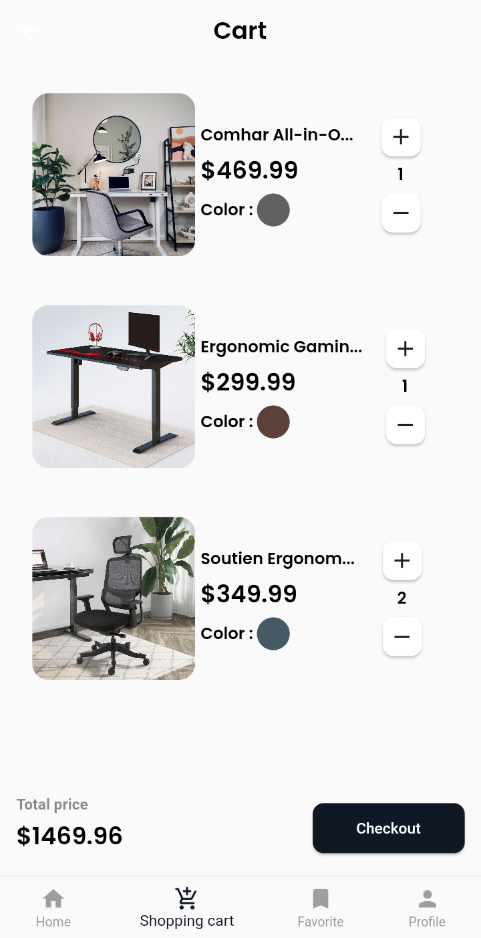 Cart
Comhar All-in-O...
$469.99
Color :
+
1
−
Ergonomic Gamin...
$299.99
Color :
+
1
−
Soutien Ergonom...
$349.99
Color :
+
2
−
Total price
$1469.96
Checkout
Home
Shopping cart
Favorite
Profile